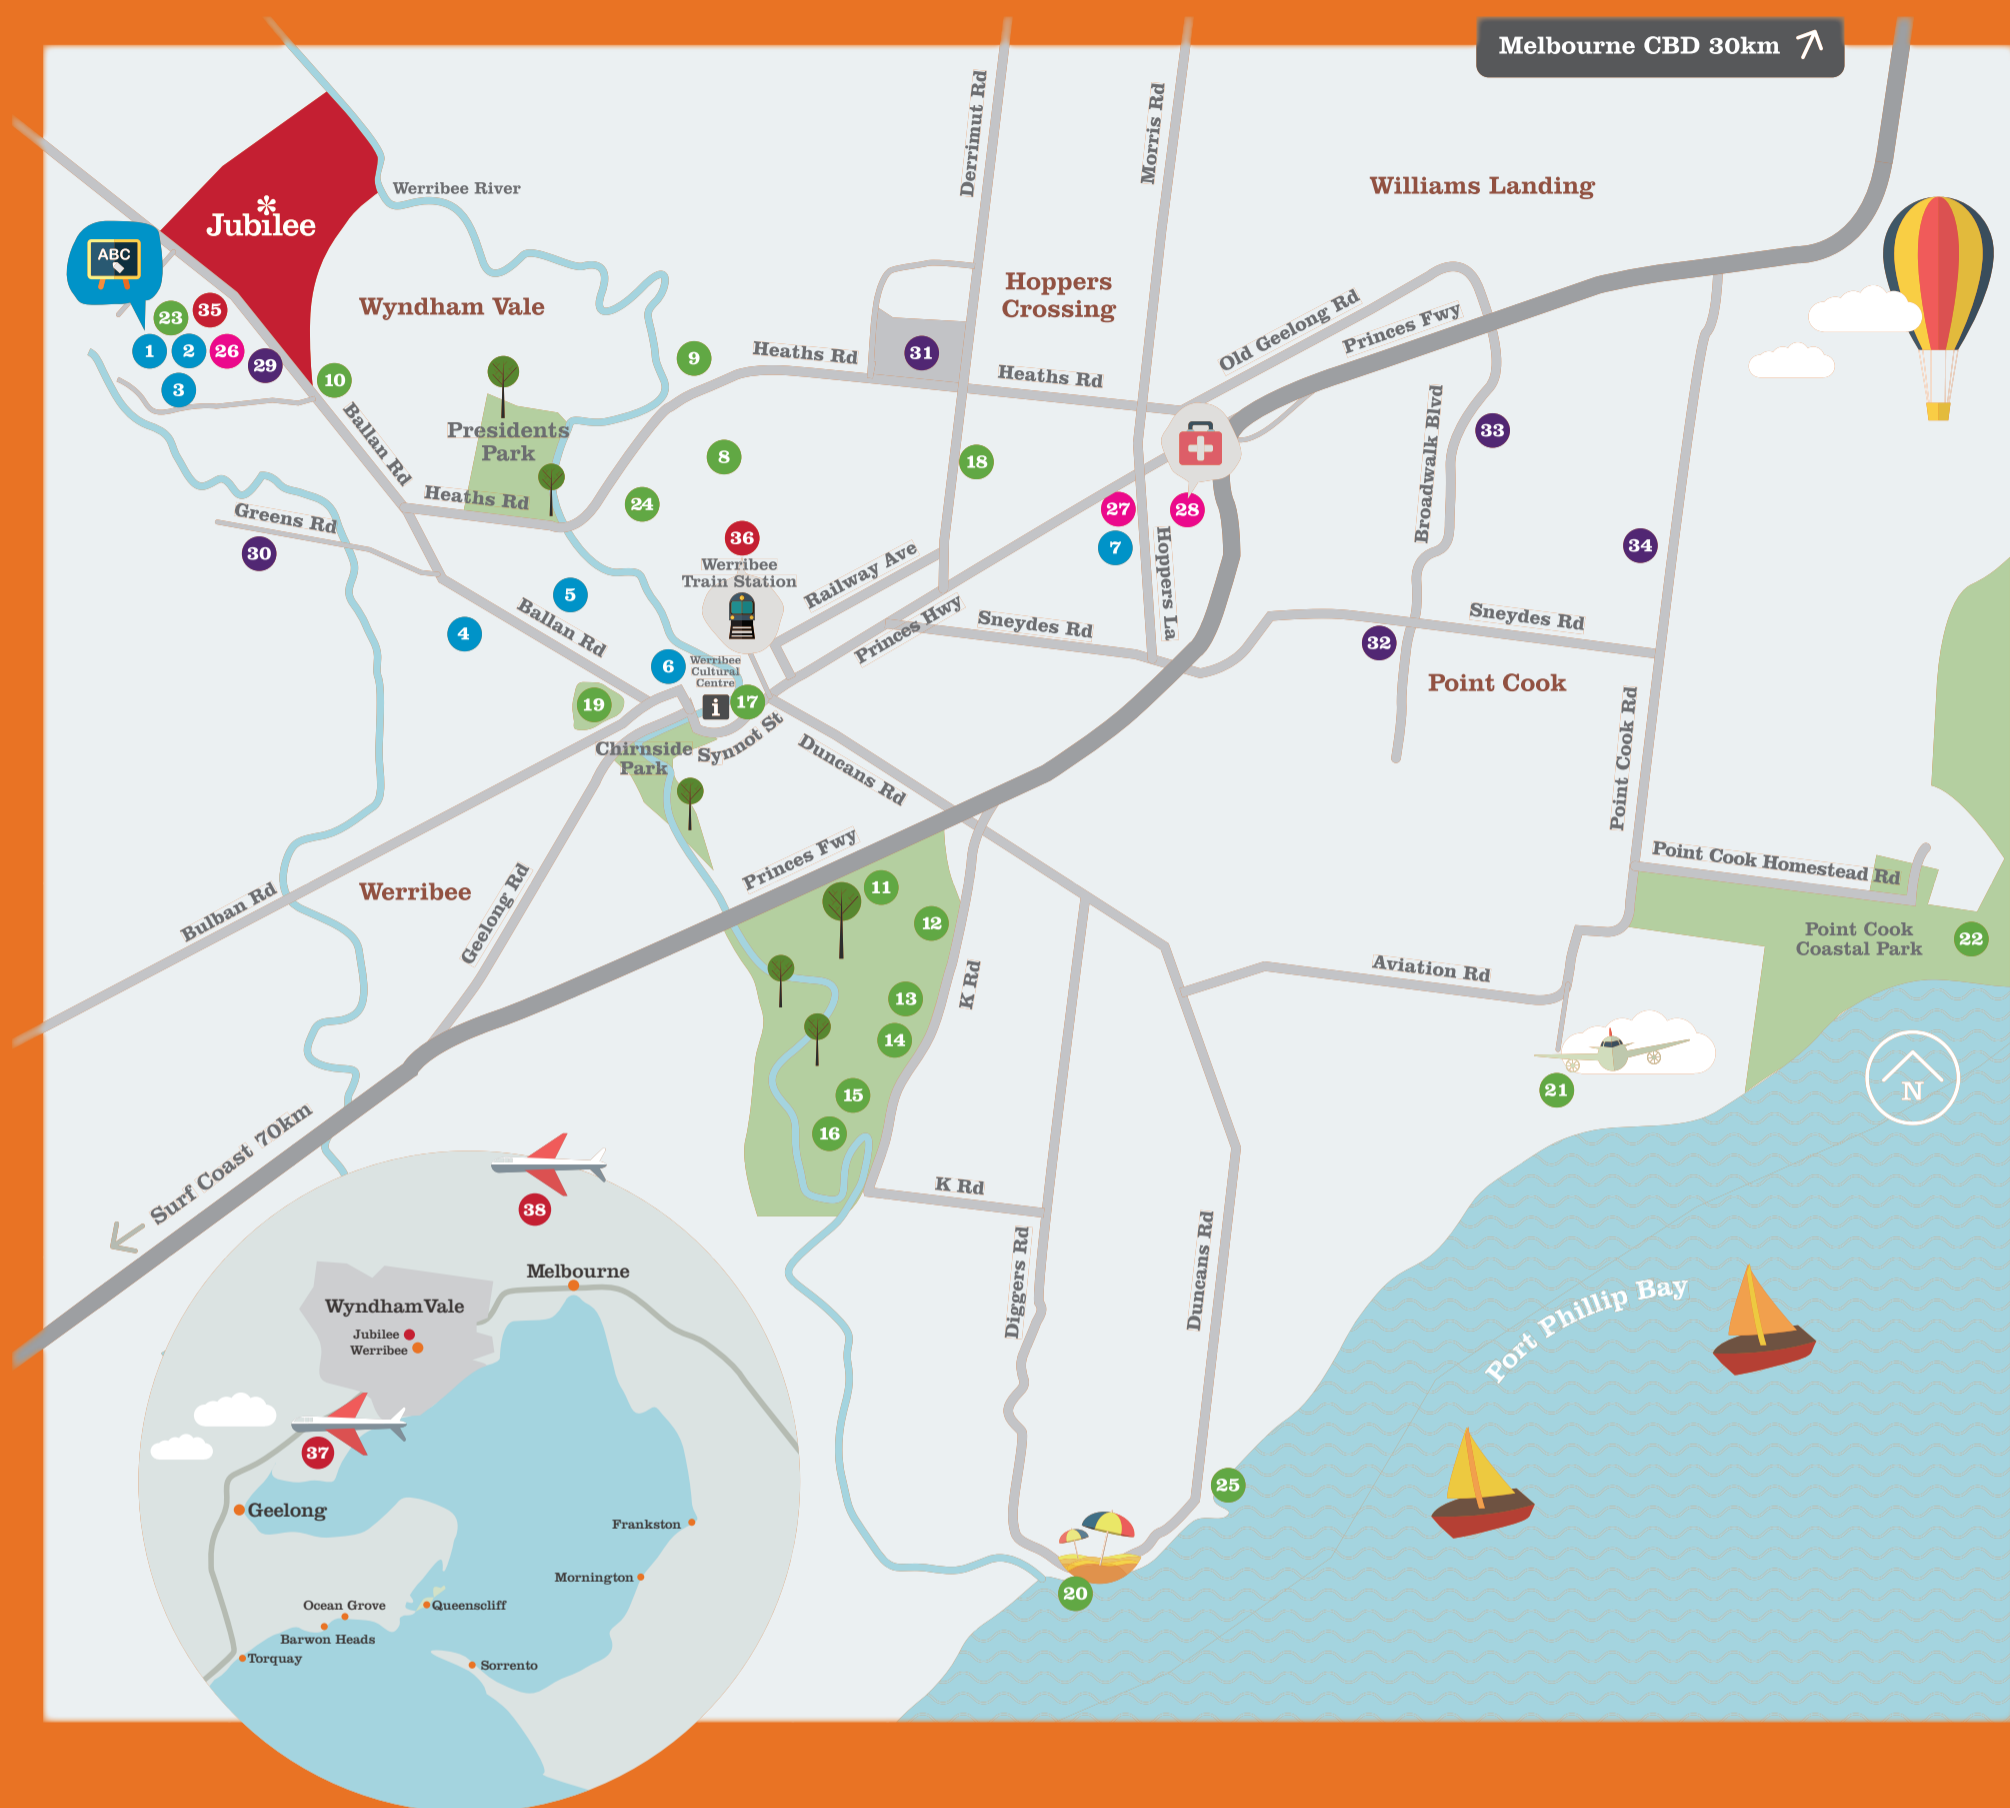 Melbourne CBD 30km
Derrimut Rd
Morris Rd
Werribee River
Williams Landing
Jubilee
ABC
Wyndham Vale
Hoppers
Crossing
Old Geelong Rd
Princes Fwy
23
35
1
2
26
29
3
10
9
Heaths Rd
31
Heaths Rd
Ballan Rd
Presidents
Park
8
18
33
Broadwalk Blvd
Heaths Rd
24
27
28
7
Hoppers La
34
Greens Rd
30
36
Werribee
Train Station
Railway Ave
5
4
Ballan Rd
Princes Hwy
Sneydes Rd
Sneydes Rd
32
Point Cook
6
Werribee
Cultural
Centre
i
17
19
Synnot St
Chirnside
Park
Duncans Rd
Point Cook Rd
Princes Fwy
Point Cook Homestead Rd
Werribee
Bulban Rd
Geelong Rd
11
12
K Rd
13
14
15
16
Point Cook
Coastal Park
22
Aviation Rd
21
N
Surf Coast 70km
K Rd
Diggers Rd
Duncans Rd
Port Phillip Bay
25
20
38
Melbourne
WyndhamVale
Jubilee
Werribee
37
Geelong
Frankston
Mornington
Ocean Grove
Queenscliff
Barwon Heads
Torquay
Sorrento